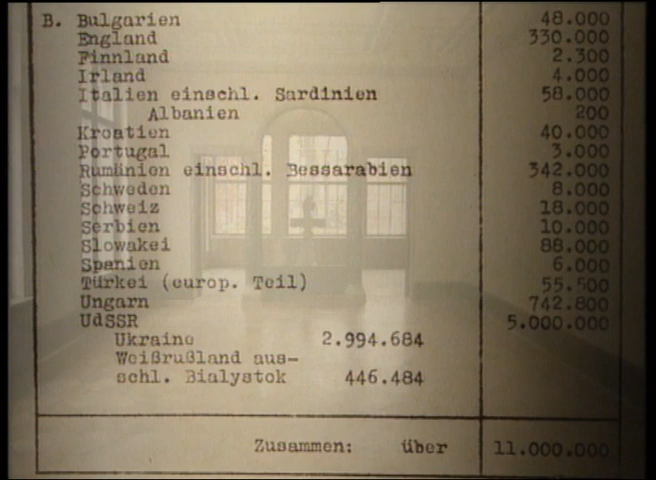 B. Bulgarien 48.000
England 330.000
Finnland 2.300
Irland 4.000
Italien einschl. Sardinien 58.000
Albanien 200
Kroatien 40.000
Portugal 3.000
Rumänien einschl. Bessarabien 342.000
Schweden 8.000
Schweiz 18.000
Serbien 10.000
Slowakei 88.000
Spanien 6.000
Türkei (europ. Teil) 55.500
Ungarn 742.800
UdSSR 5.000.000
Ukraine 2.994.684
Weißrußland aus-
schl. Bialystok 446.484
Zusammen: über 11.000.000